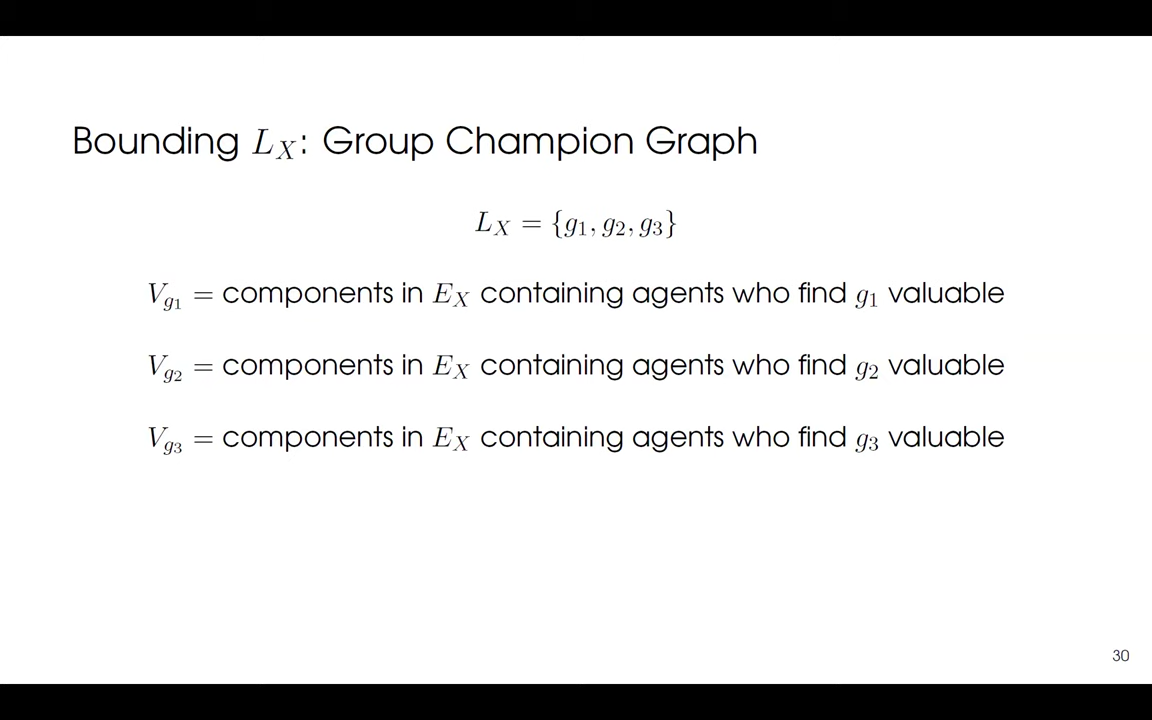 Bounding L_X: Group Champion Graph
L_X = {g_1, g_2, g_3}
V_{g_1} = components in E_X containing agents who find g_1 valuable
V_{g_2} = components in E_X containing agents who find g_2 valuable
V_{g_3} = components in E_X containing agents who find g_3 valuable
30